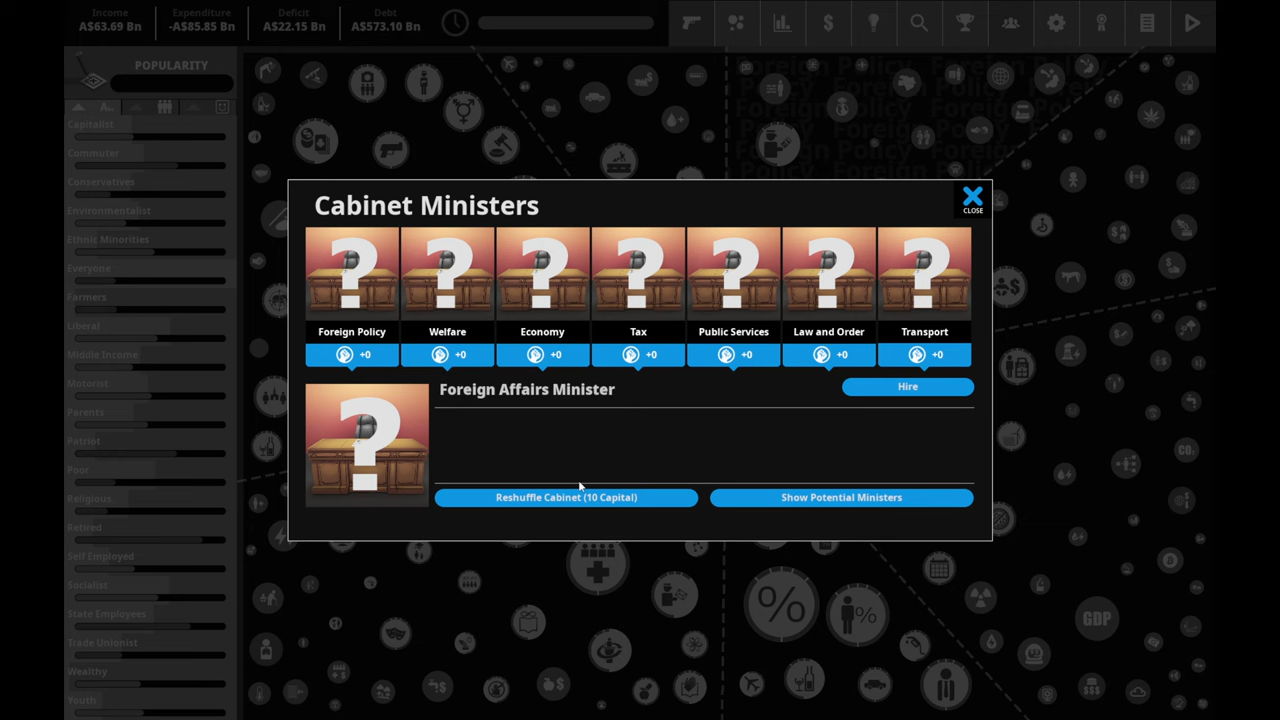 Income
A$63.69 Bn
Expenditure
-A$85.85 Bn
Deficit
A$22.15 Bn
Debt
A$573.10 Bn
POPULARITY
Capitalist
Commuter
Conservatives
Environmentalist
Ethnic Minorities
Everyone
Farmers
Liberal
Middle Income
Motorist
Parents
Patriot
Poor
Religious
Retired
Self Employed
Socialist
State Employees
Trade Unionist
Wealthy
Youth
Cabinet Ministers
CLOSE
Foreign Policy
Welfare
Economy
Tax
Public Services
Law and Order
Transport
+0
+0
+0
+0
+0
+0
+0
Foreign Affairs Minister
Hire
Reshuffle Cabinet (10 Capital)
Show Potential Ministers
GDP